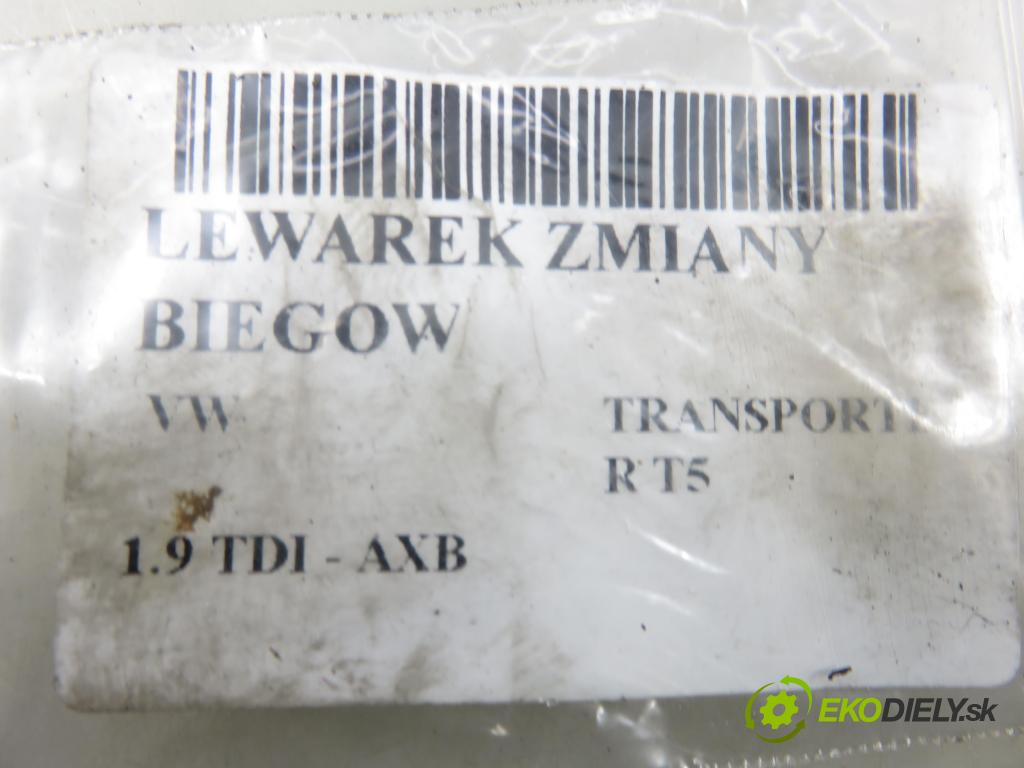 LEWAREK ZMIANY
BIEGOW
VW
TRANSPORTE
R T5
1.9 TDI - AXB
EKODIELY.sk